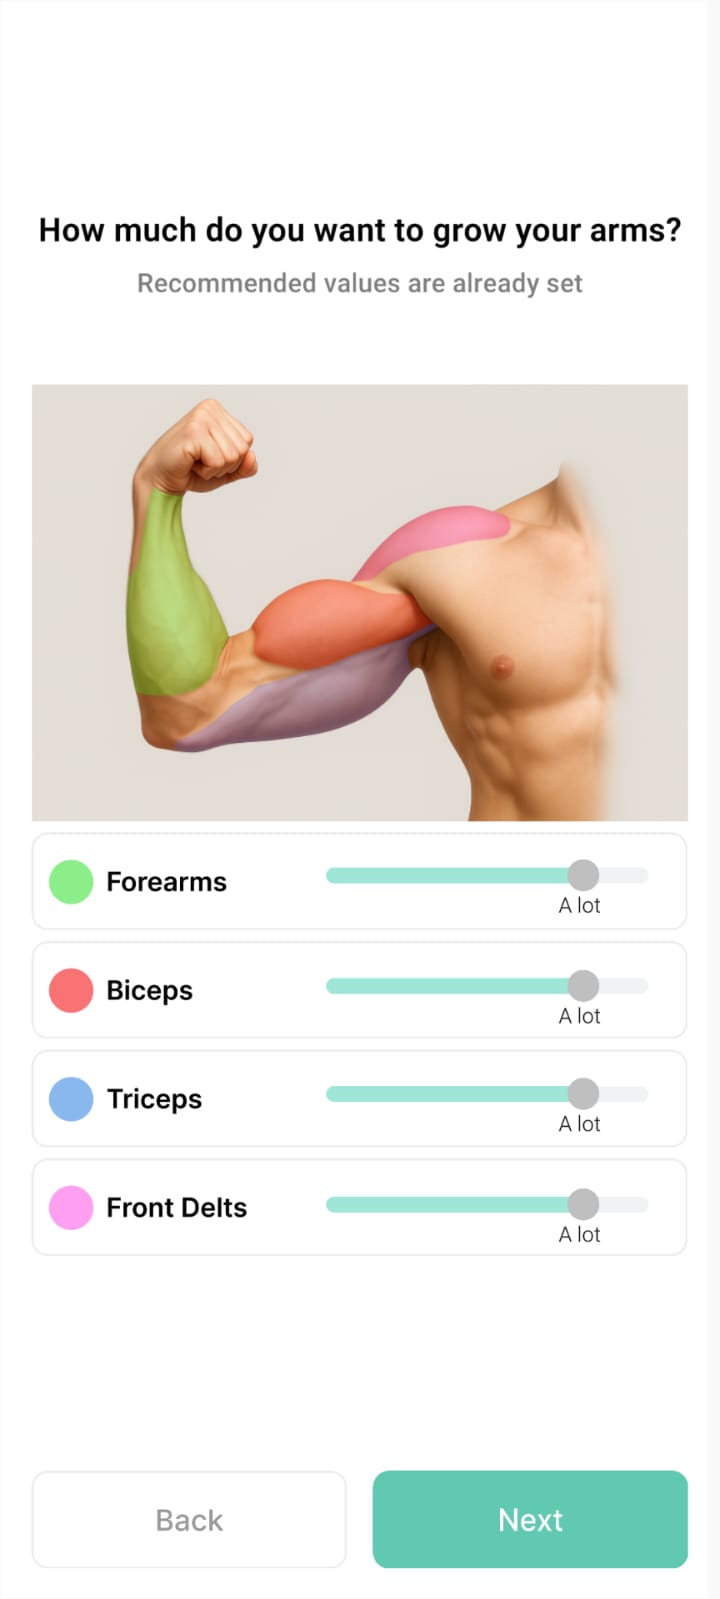 How much do you want to grow your arms?
Recommended values are already set
Forearms
A lot
Biceps
A lot
Triceps
A lot
Front Delts
A lot
Back
Next